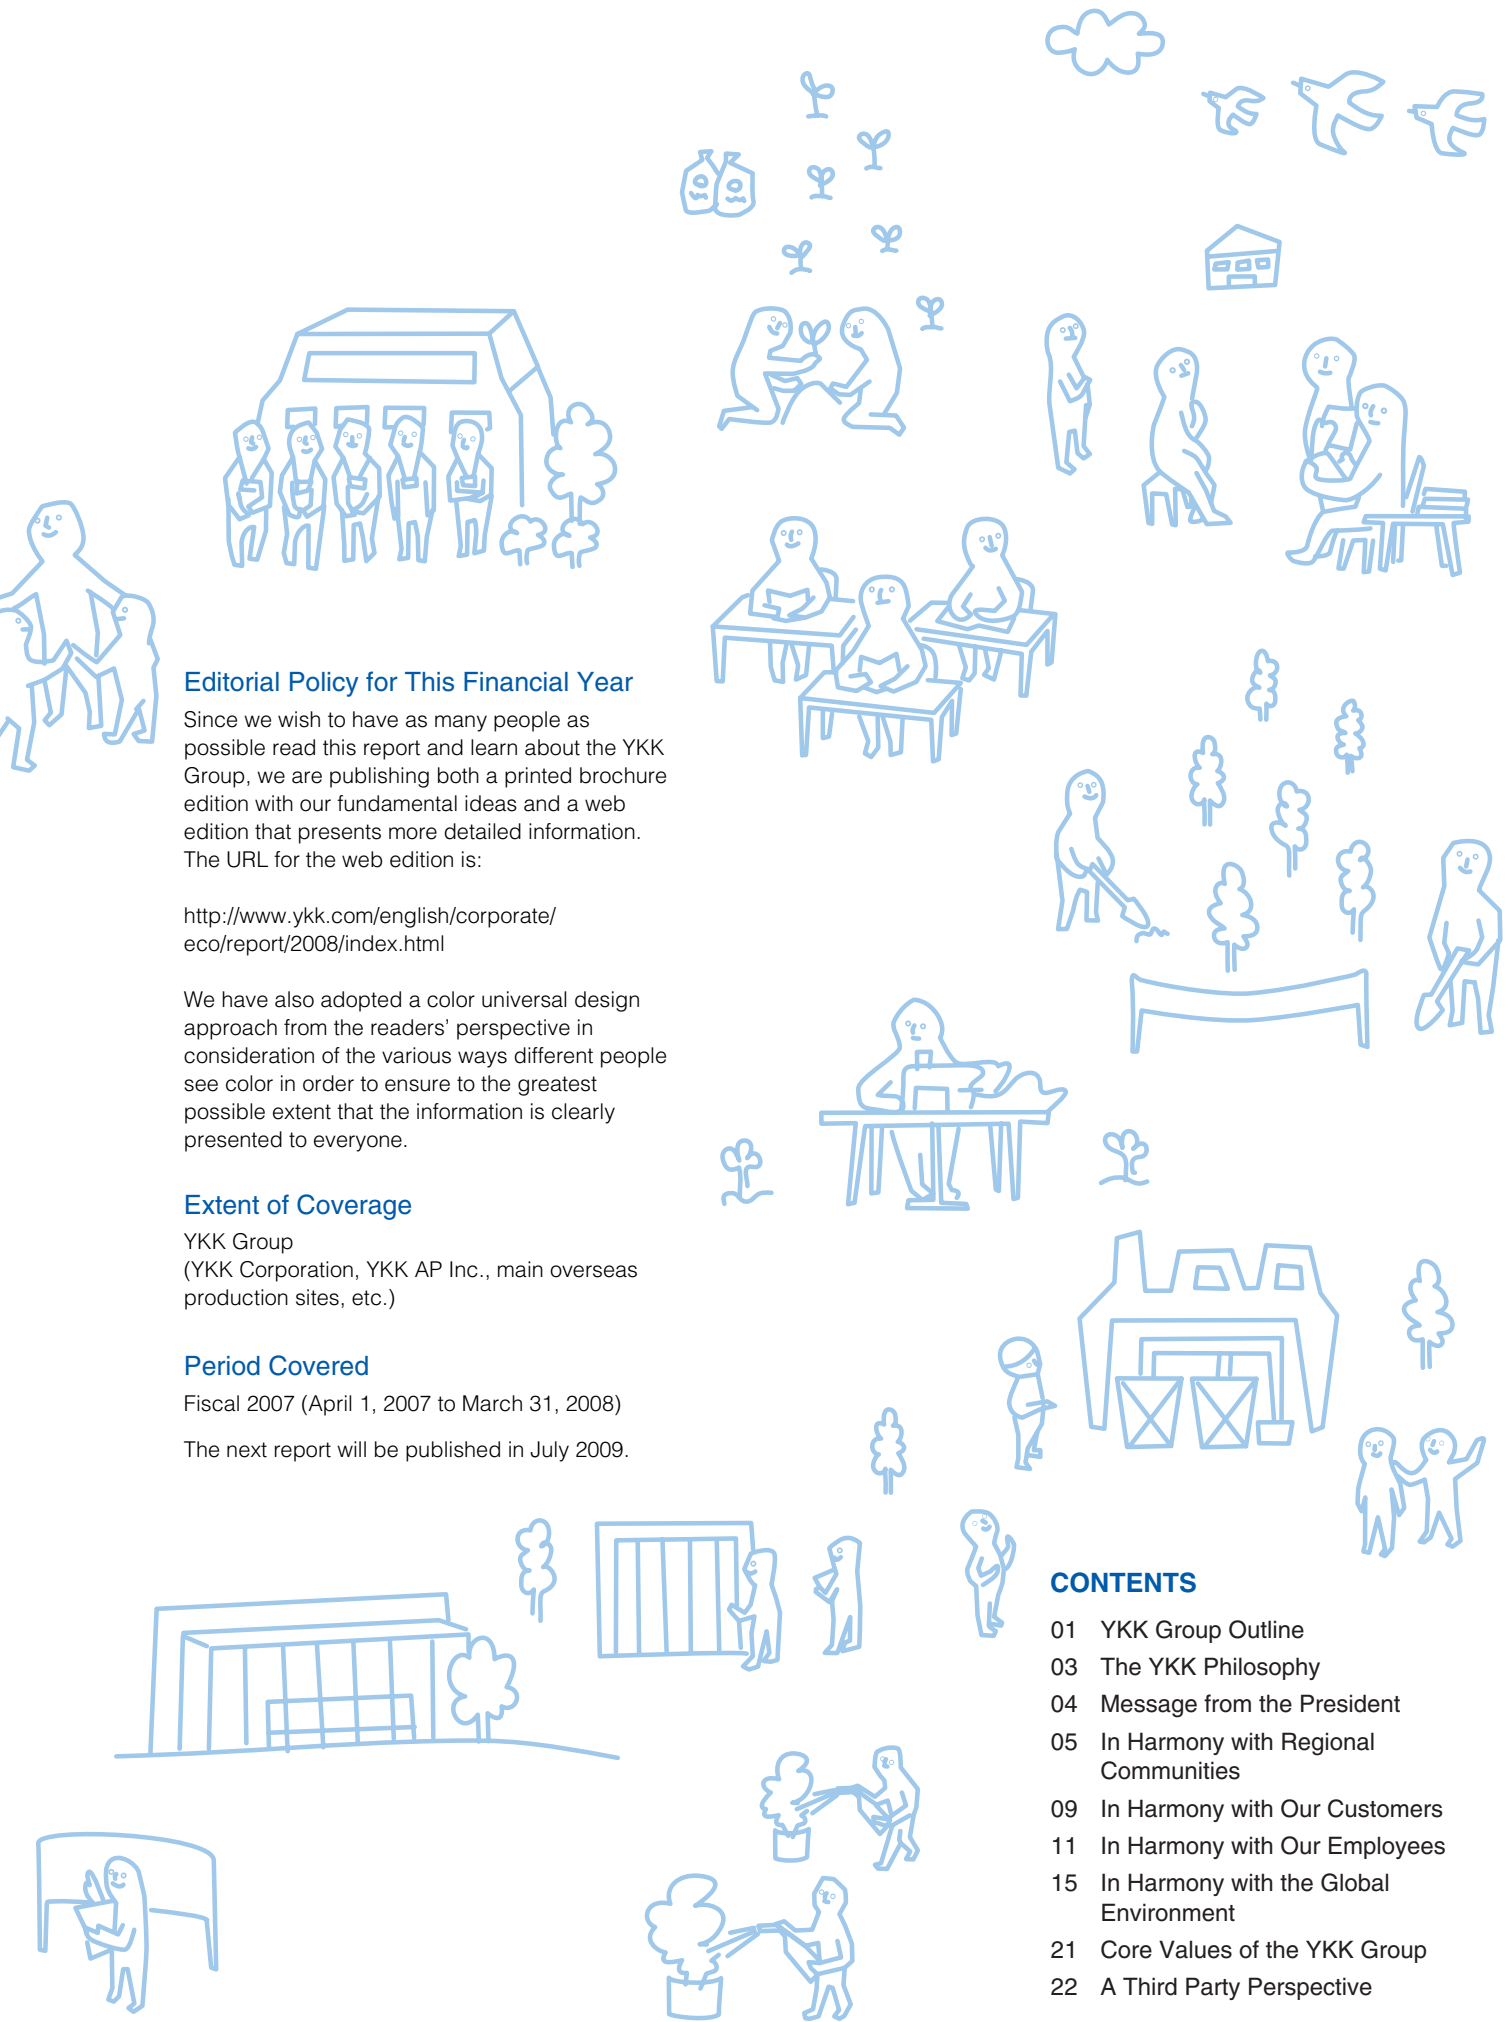 Editorial Policy for This Financial Year
Since we wish to have as many people as
possible read this report and learn about the YKK
Group, we are publishing both a printed brochure
edition with our fundamental ideas and a web
edition that presents more detailed information.
The URL for the web edition is:
http://www.ykk.com/english/corporate/
eco/report/2008/index.html
We have also adopted a color universal design
approach from the readers’ perspective in
consideration of the various ways different people
see color in order to ensure to the greatest
possible extent that the information is clearly
presented to everyone.
Extent of Coverage
YKK Group
(YKK Corporation, YKK AP Inc., main overseas
production sites, etc.)
Period Covered
Fiscal 2007 (April 1, 2007 to March 31, 2008)
The next report will be published in July 2009.
CONTENTS
01 YKK Group Outline
03 The YKK Philosophy
04 Message from the President
05 In Harmony with Regional
Communities
09 In Harmony with Our Customers
11 In Harmony with Our Employees
15 In Harmony with the Global
Environment
21 Core Values of the YKK Group
22 A Third Party Perspective